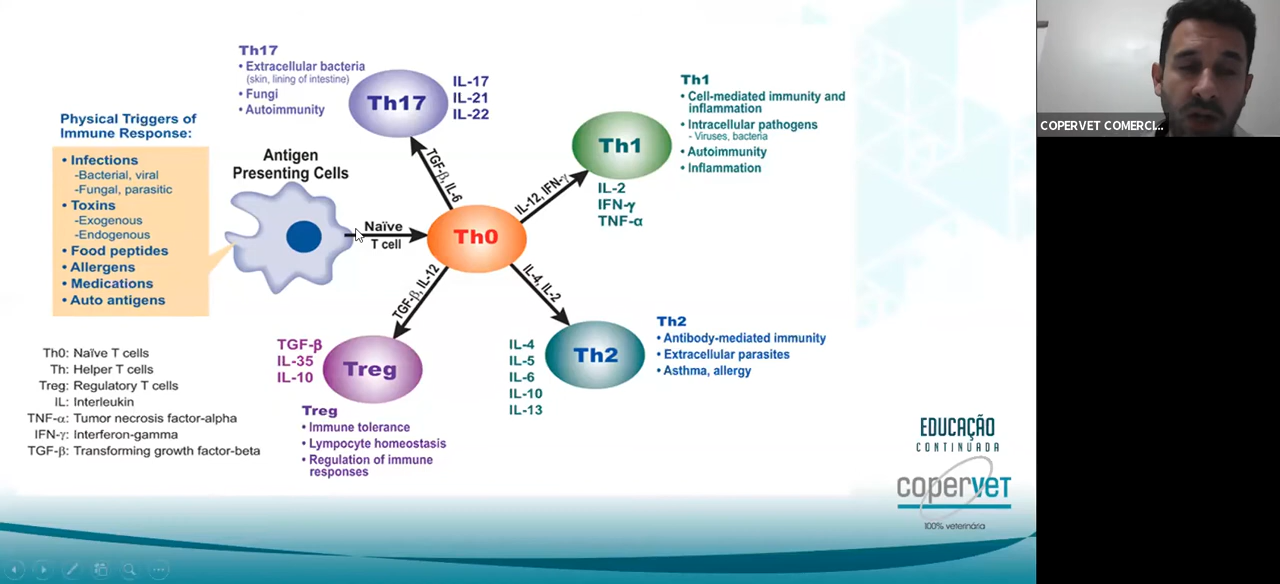 Th17
• Extracellular bacteria
(skin, lining of intestine)
• Fungi
• Autoimmunity
Th17
IL-17
IL-21
IL-22
Th1
• Cell-mediated immunity and
inflammation
• Intracellular pathogens
- Viruses, bacteria
• Autoimmunity
• Inflammation
Th1
IL-2
IFN-γ
TNF-α
Physical Triggers of
Immune Response:
• Infections
-Bacterial, viral
-Fungal, parasitic
• Toxins
-Exogenous
-Endogenous
• Food peptides
• Allergens
• Medications
• Auto antigens
Antigen
Presenting Cells
Naïve
T cell
Th0
TGF-β, IL-6
IL-12, IFN-γ
TGF-β, IL-12
IL-4, IL-2
TGF-β
IL-35
IL-10
Treg
Treg
• Immune tolerance
• Lympocyte homeostasis
• Regulation of immune
responses
IL-4
IL-5
IL-6
IL-10
IL-13
Th2
Th2
• Antibody-mediated immunity
• Extracellular parasites
• Asthma, allergy
Th0: Naïve T cells
Th: Helper T cells
Treg: Regulatory T cells
IL: Interleukin
TNF-α: Tumor necrosis factor-alpha
IFN-γ: Interferon-gamma
TGF-β: Transforming growth factor-beta
EDUCAÇÃO
CONTINUADA
copervet
100% veterinária
COPERVET COMERCI...